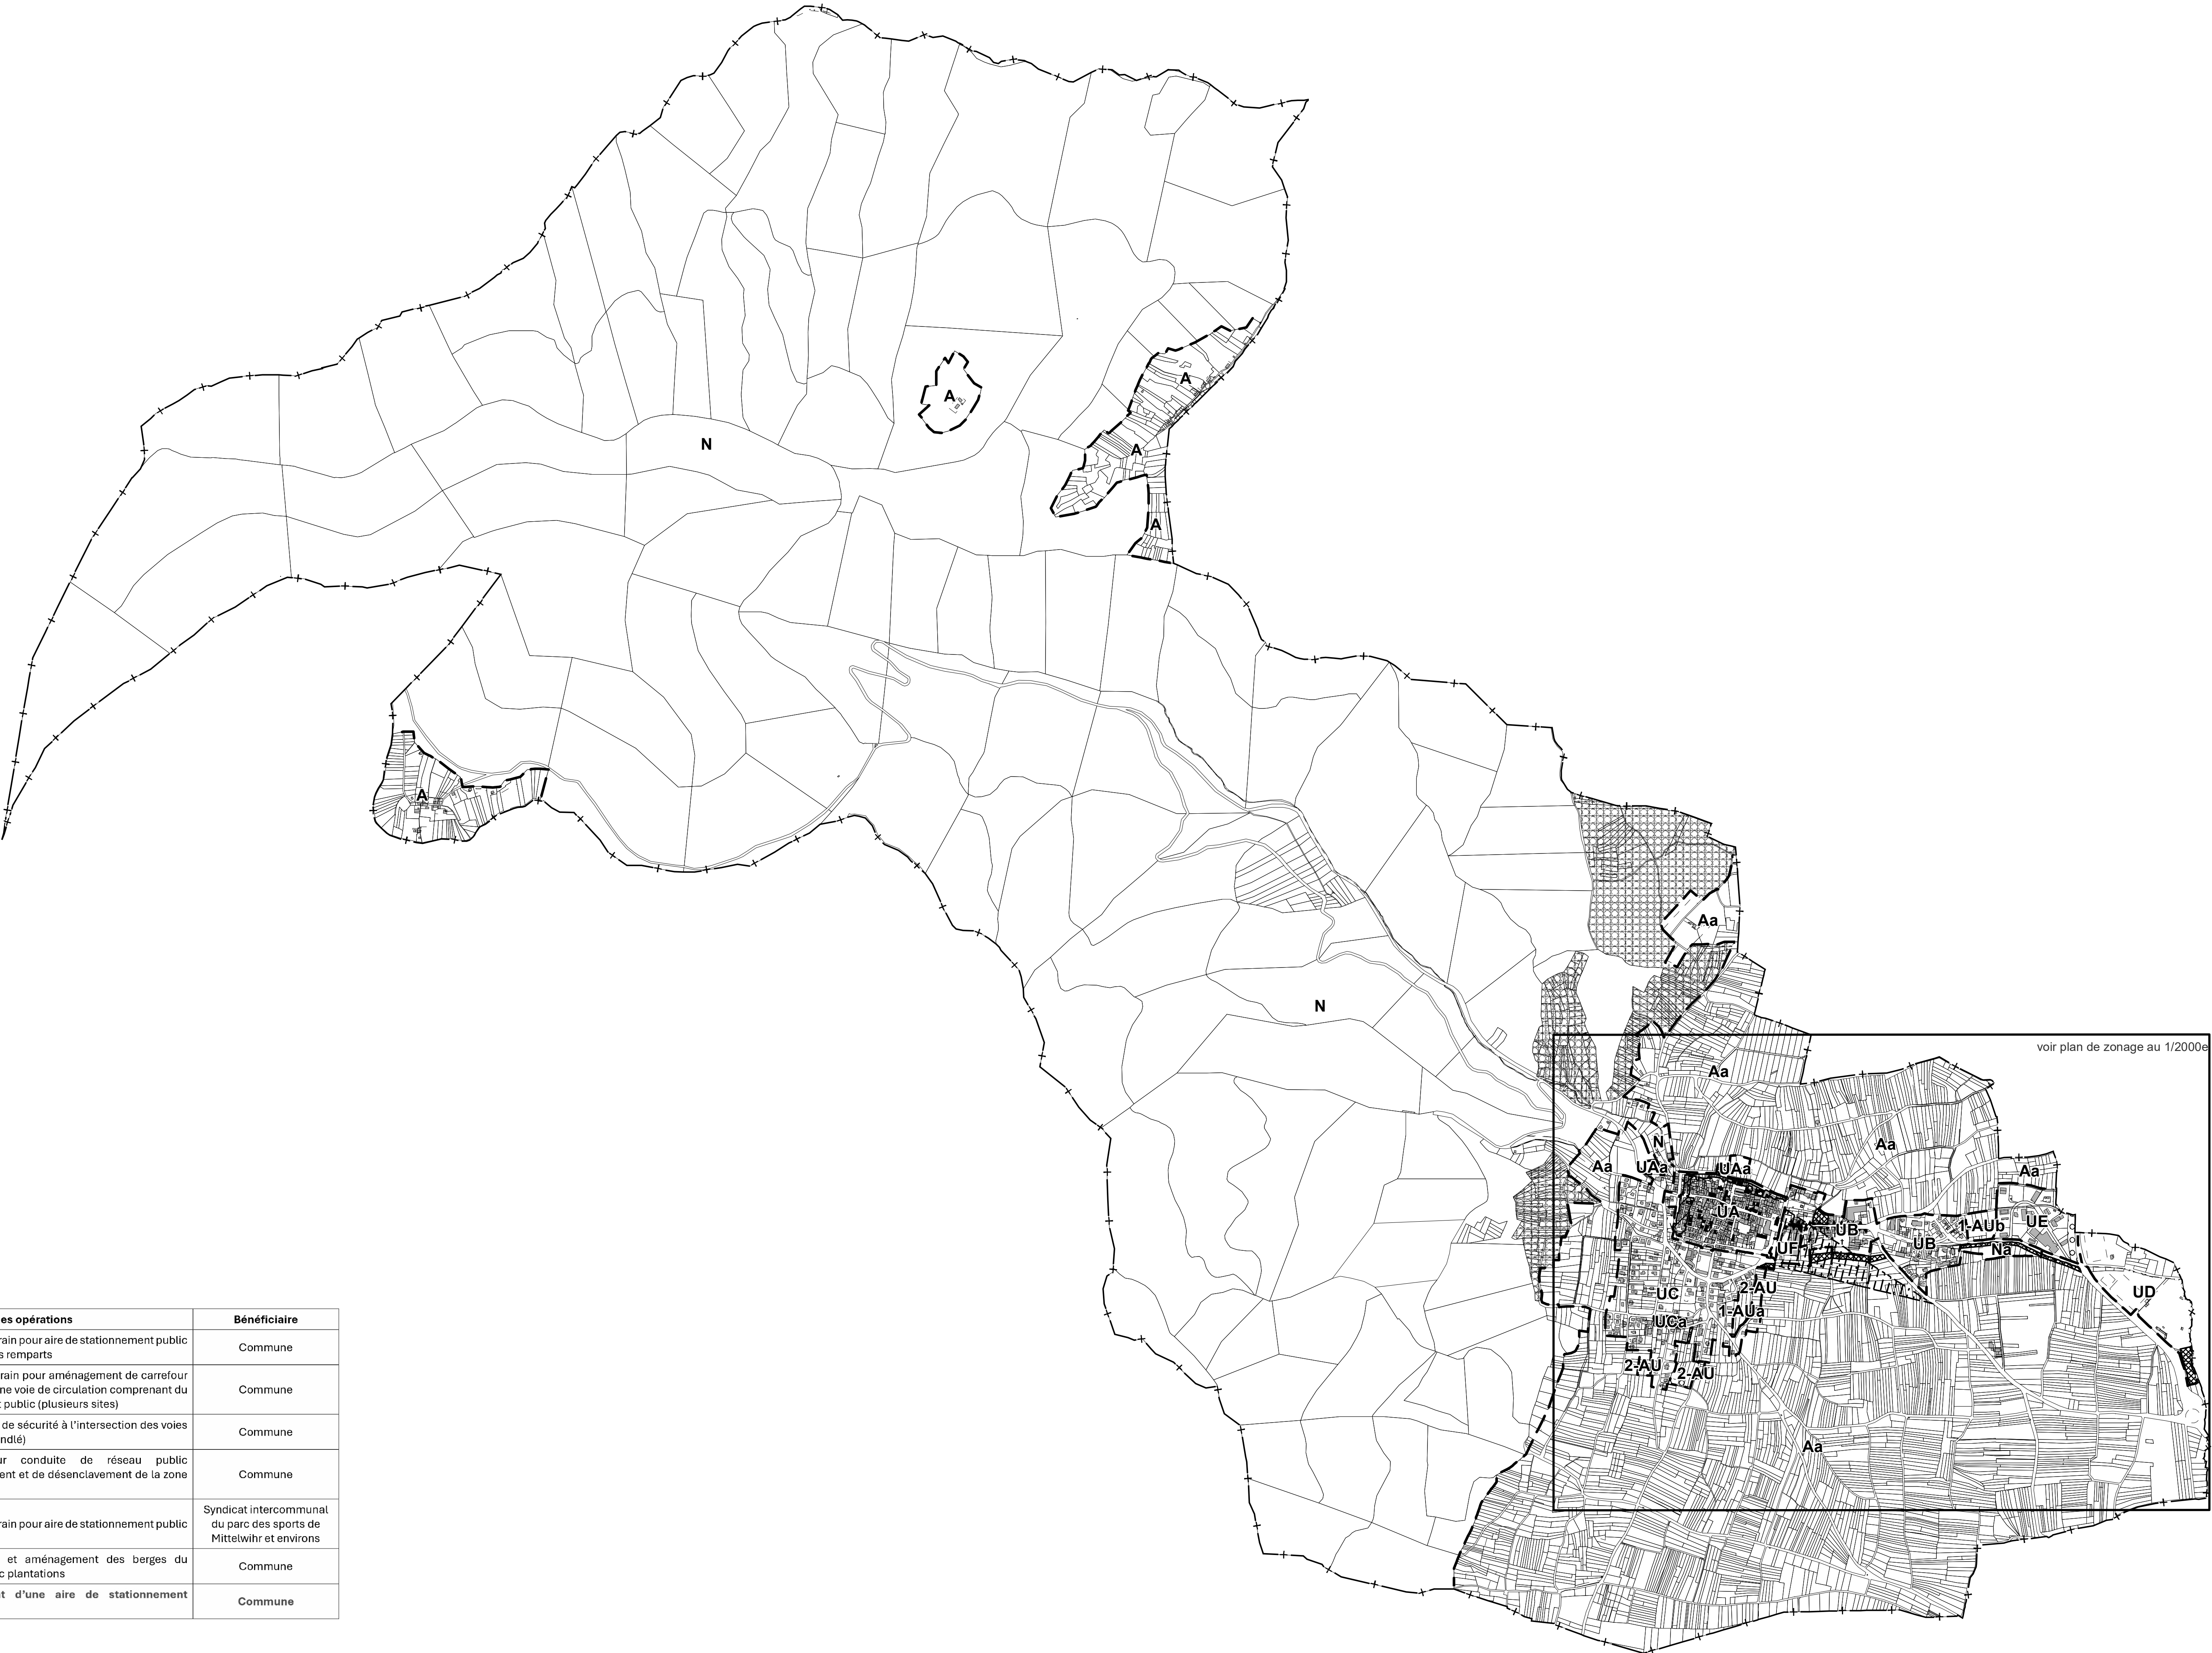 A
A
N
A
A
A
Aa
N
voir plan de zonage au 1/2000e
Aa
N
Aa
Aa
UAa
UAa
Aa
UA
UB
1-AUb
UE
UF
UB
Na
UC
2-AU
UD
1-AUa
UCa
2-AU
2-AU
Aa
es opérations
Bénéficiaire
rain pour aire de stationnement public
s remparts
Commune
rain pour aménagement de carrefour
ne voie de circulation comprenant du
public (plusieurs sites)
Commune
de sécurité à l'intersection des voies
ndlé)
Commune
ur conduite de réseau public
ent et de désenclavement de la zone
Commune
rain pour aire de stationnement public
Syndicat intercommunal
du parc des sports de
Mittelwihr et environs
et aménagement des berges du
c plantations
Commune
t d'une aire de stationnement
Commune